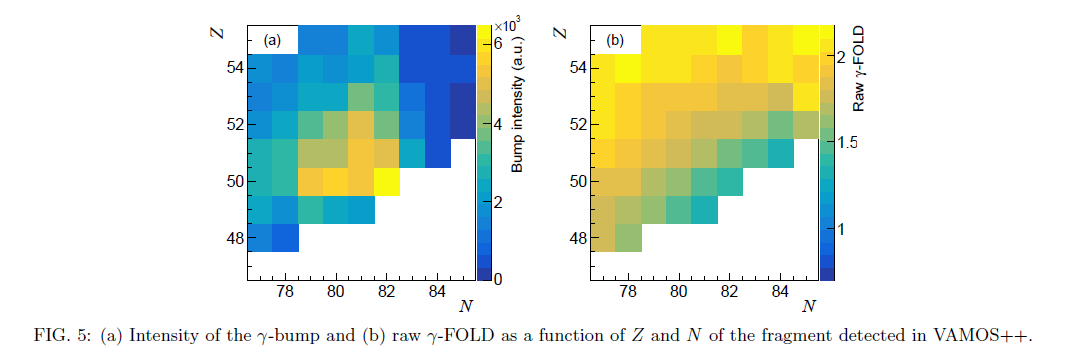 Z
(a)
×10³
6
4
2
0
Bump intensity (a.u.)
54
52
50
48
78 80 82 84
N
Z
(b)
2
1.5
1
Raw γ-FOLD
54
52
50
48
78 80 82 84
N
FIG. 5: (a) Intensity of the γ-bump and (b) raw γ-FOLD as a function of Z and N of the fragment detected in VAMOS++.